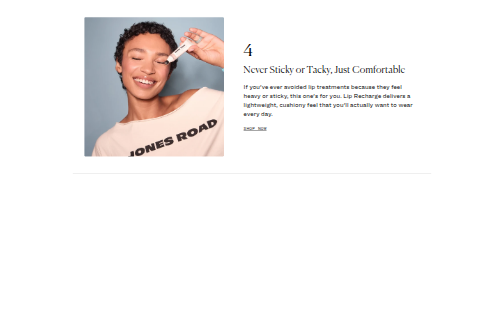 JONES ROAD
4
Never Sticky or Tacky, Just Comfortable
If you've ever avoided lip treatments because they feel
heavy or sticky, this one's for you. Lip Recharge delivers a
lightweight, cushiony feel that you'll actually want to wear
every day.
SHOP NOW